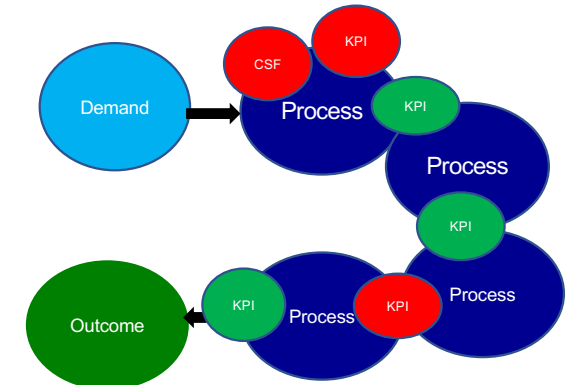 KPI
CSF
Demand
Process
KPI
Process
KPI
Process
KPI
Process
KPI
Outcome